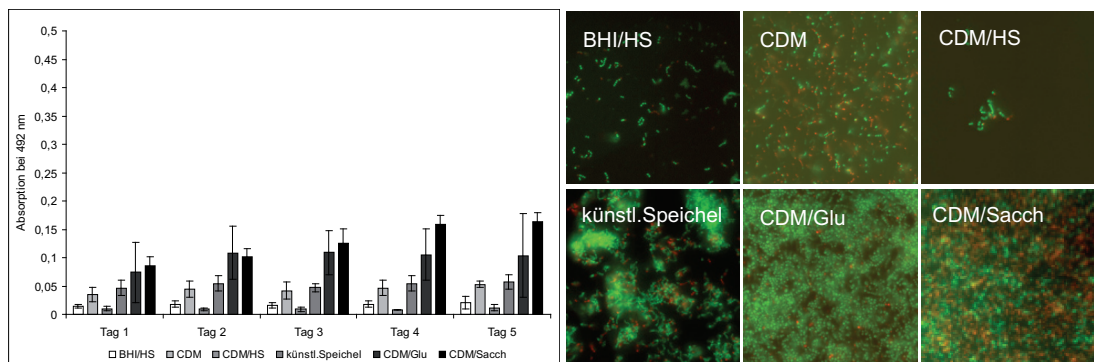 Absorption bei 492 nm
0,5
0,45
0,4
0,35
0,3
0,25
0,2
0,15
0,1
0,05
0
Tag 1 Tag 2 Tag 3 Tag 4 Tag 5
BHI/HS CDM CDM/HS künstl.Speichel CDM/Glu CDM/Sacch
BHI/HS CDM CDM/HS
künstl.Speichel CDM/Glu CDM/Sacch